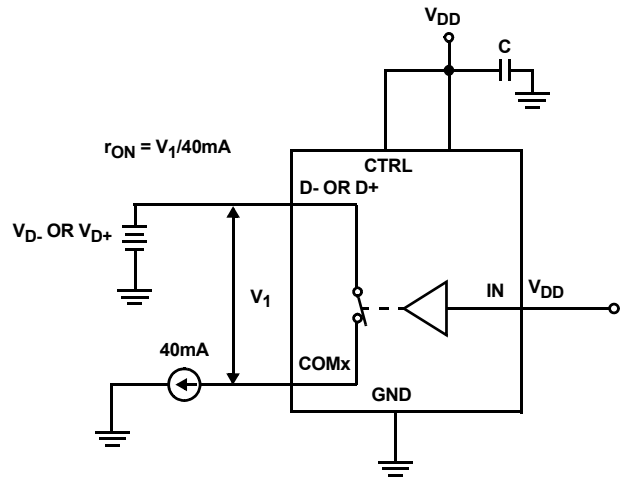 VDD
C
rON = V1/40mA
CTRL
D- OR D+
VD- OR VD+
V1
IN
VDD
40mA
COMx
GND